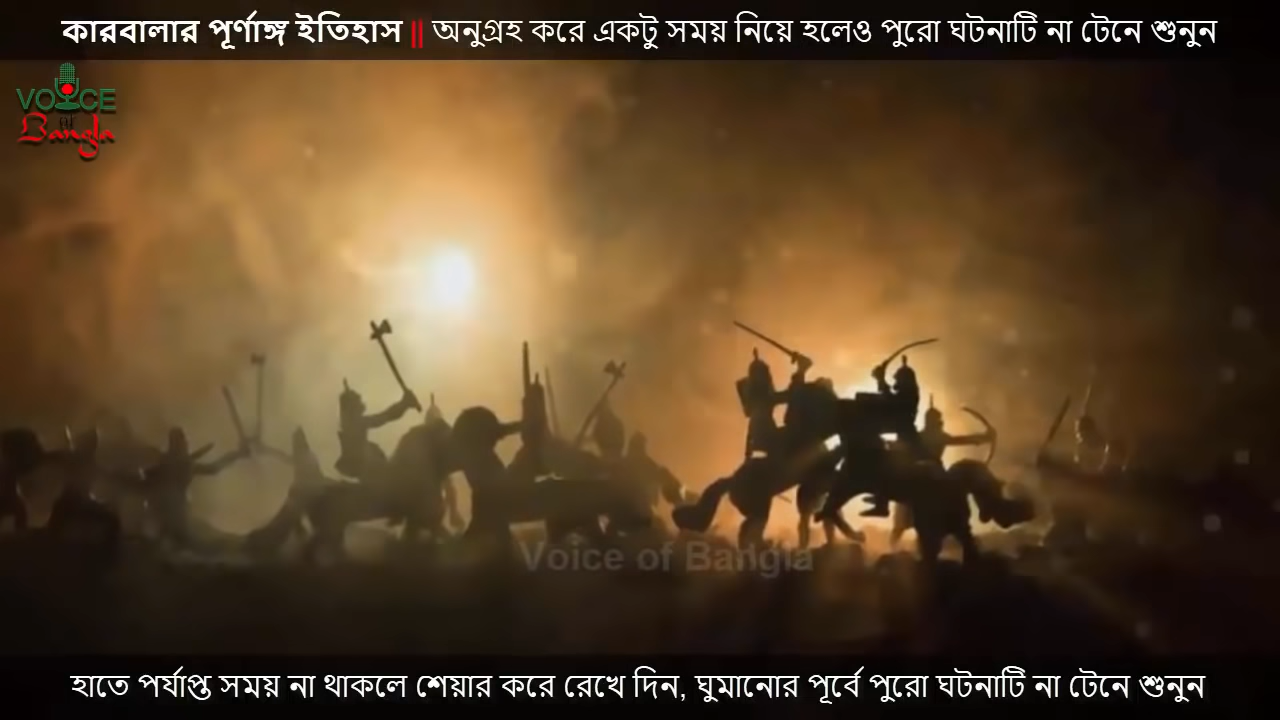 কারবালার পূর্ণাঙ্গ ইতিহাস || অনুগ্রহ করে একটু সময় নিয়ে হলেও পুরো ঘটনাটি না টেনে শুনুন
VOICE
of
Bangla
Voice of Bangla
হাতে পর্যাপ্ত সময় না থাকলে শেয়ার করে রেখে দিন, ঘুমানোর পূর্বে পুরো ঘটনাটি না টেনে শুনুন